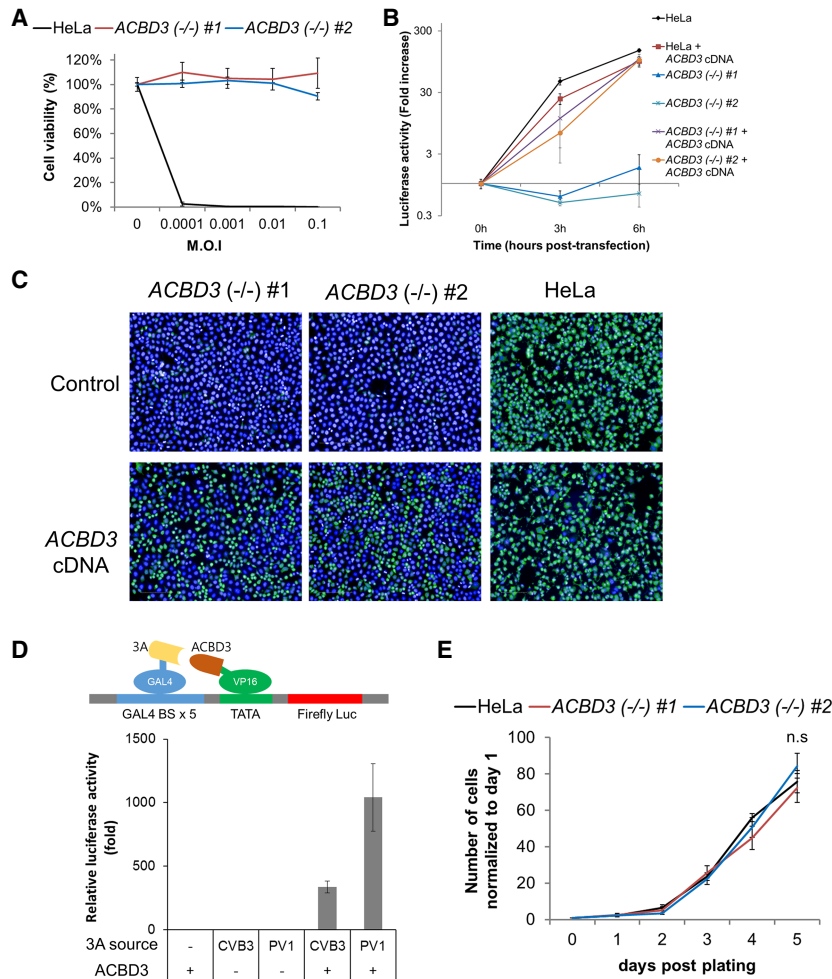 A
HeLa ACBD3 (-/-) #1 ACBD3 (-/-) #2
Cell viability (%)
120%
100%
80%
60%
40%
20%
0%
0 0.0001 0.001 0.01 0.1
M.O.I
B
Luciferase activity (Fold increase)
300
30
3
0.3
0h 3h 6h
Time (hours post-transfection)
HeLa
HeLa +
ACBD3 cDNA
ACBD3 (-/-) #1
ACBD3 (-/-) #2
ACBD3 (-/-) #1 +
ACBD3 cDNA
ACBD3 (-/-) #2 +
ACBD3 cDNA
C
ACBD3 (-/-) #1 ACBD3 (-/-) #2 HeLa
Control
ACBD3
cDNA
D
3A ACBD3
GAL4 VP16
GAL4 BS x 5 TATA Firefly Luc
Relative luciferase activity
(fold)
1500
1000
500
0
3A source - CVB3 PV1 CVB3 PV1
ACBD3 + - - + +
E
HeLa ACBD3 (-/-) #1 ACBD3 (-/-) #2
n.s
Number of cells
normalized to day 1
100
80
60
40
20
0
0 1 2 3 4 5
days post plating